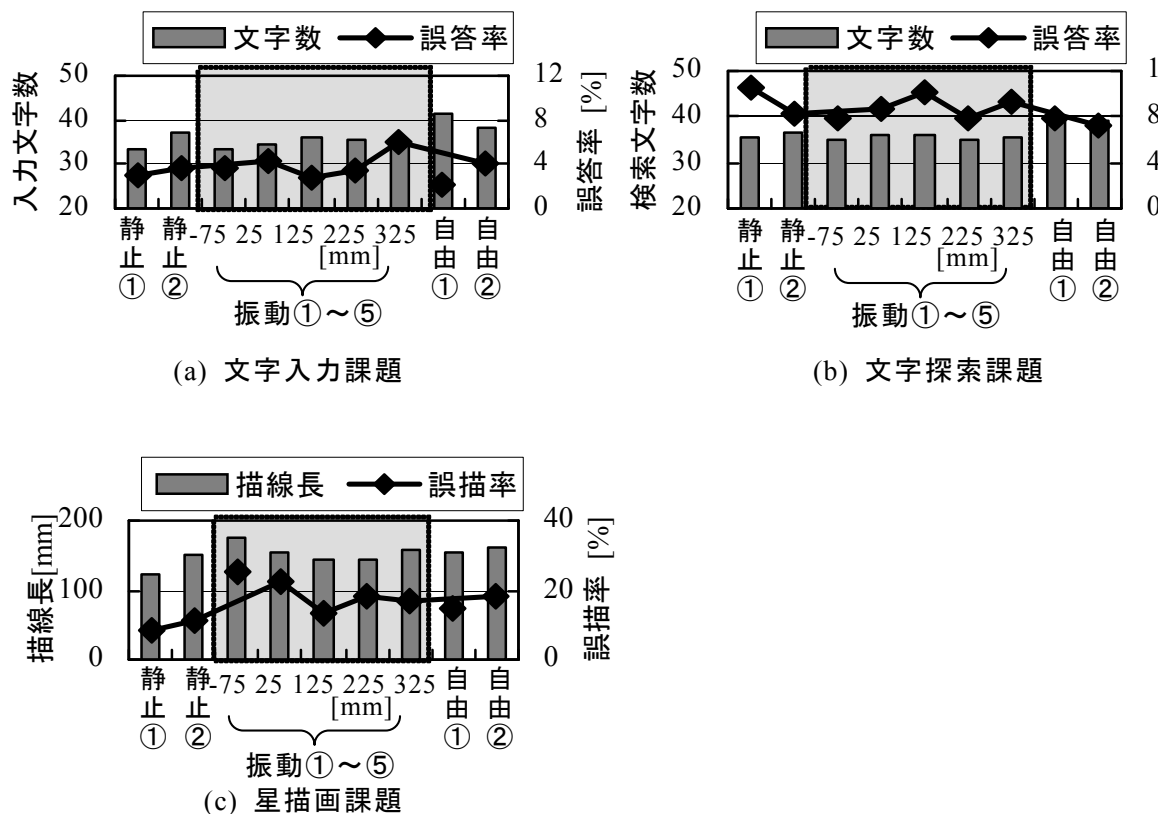 文字数 誤答率
入力文字数
50
40
30
20
12
8
4
0
誤答率 [%]
静止① 静止② -75 25 125 225 325 自由① 自由②
[mm]
振動①～⑤
(a) 文字入力課題
文字数 誤答率
検索文字数
50
40
30
20
静止① 静止② -75 25 125 225 325 自由① 自由②
[mm]
振動①～⑤
(b) 文字探索課題
描線長 誤描率
描線長[mm]
200
100
0
40
20
0
誤描率 [%]
静止① 静止② -75 25 125 225 325 自由① 自由②
[mm]
振動①～⑤
(c) 星描画課題